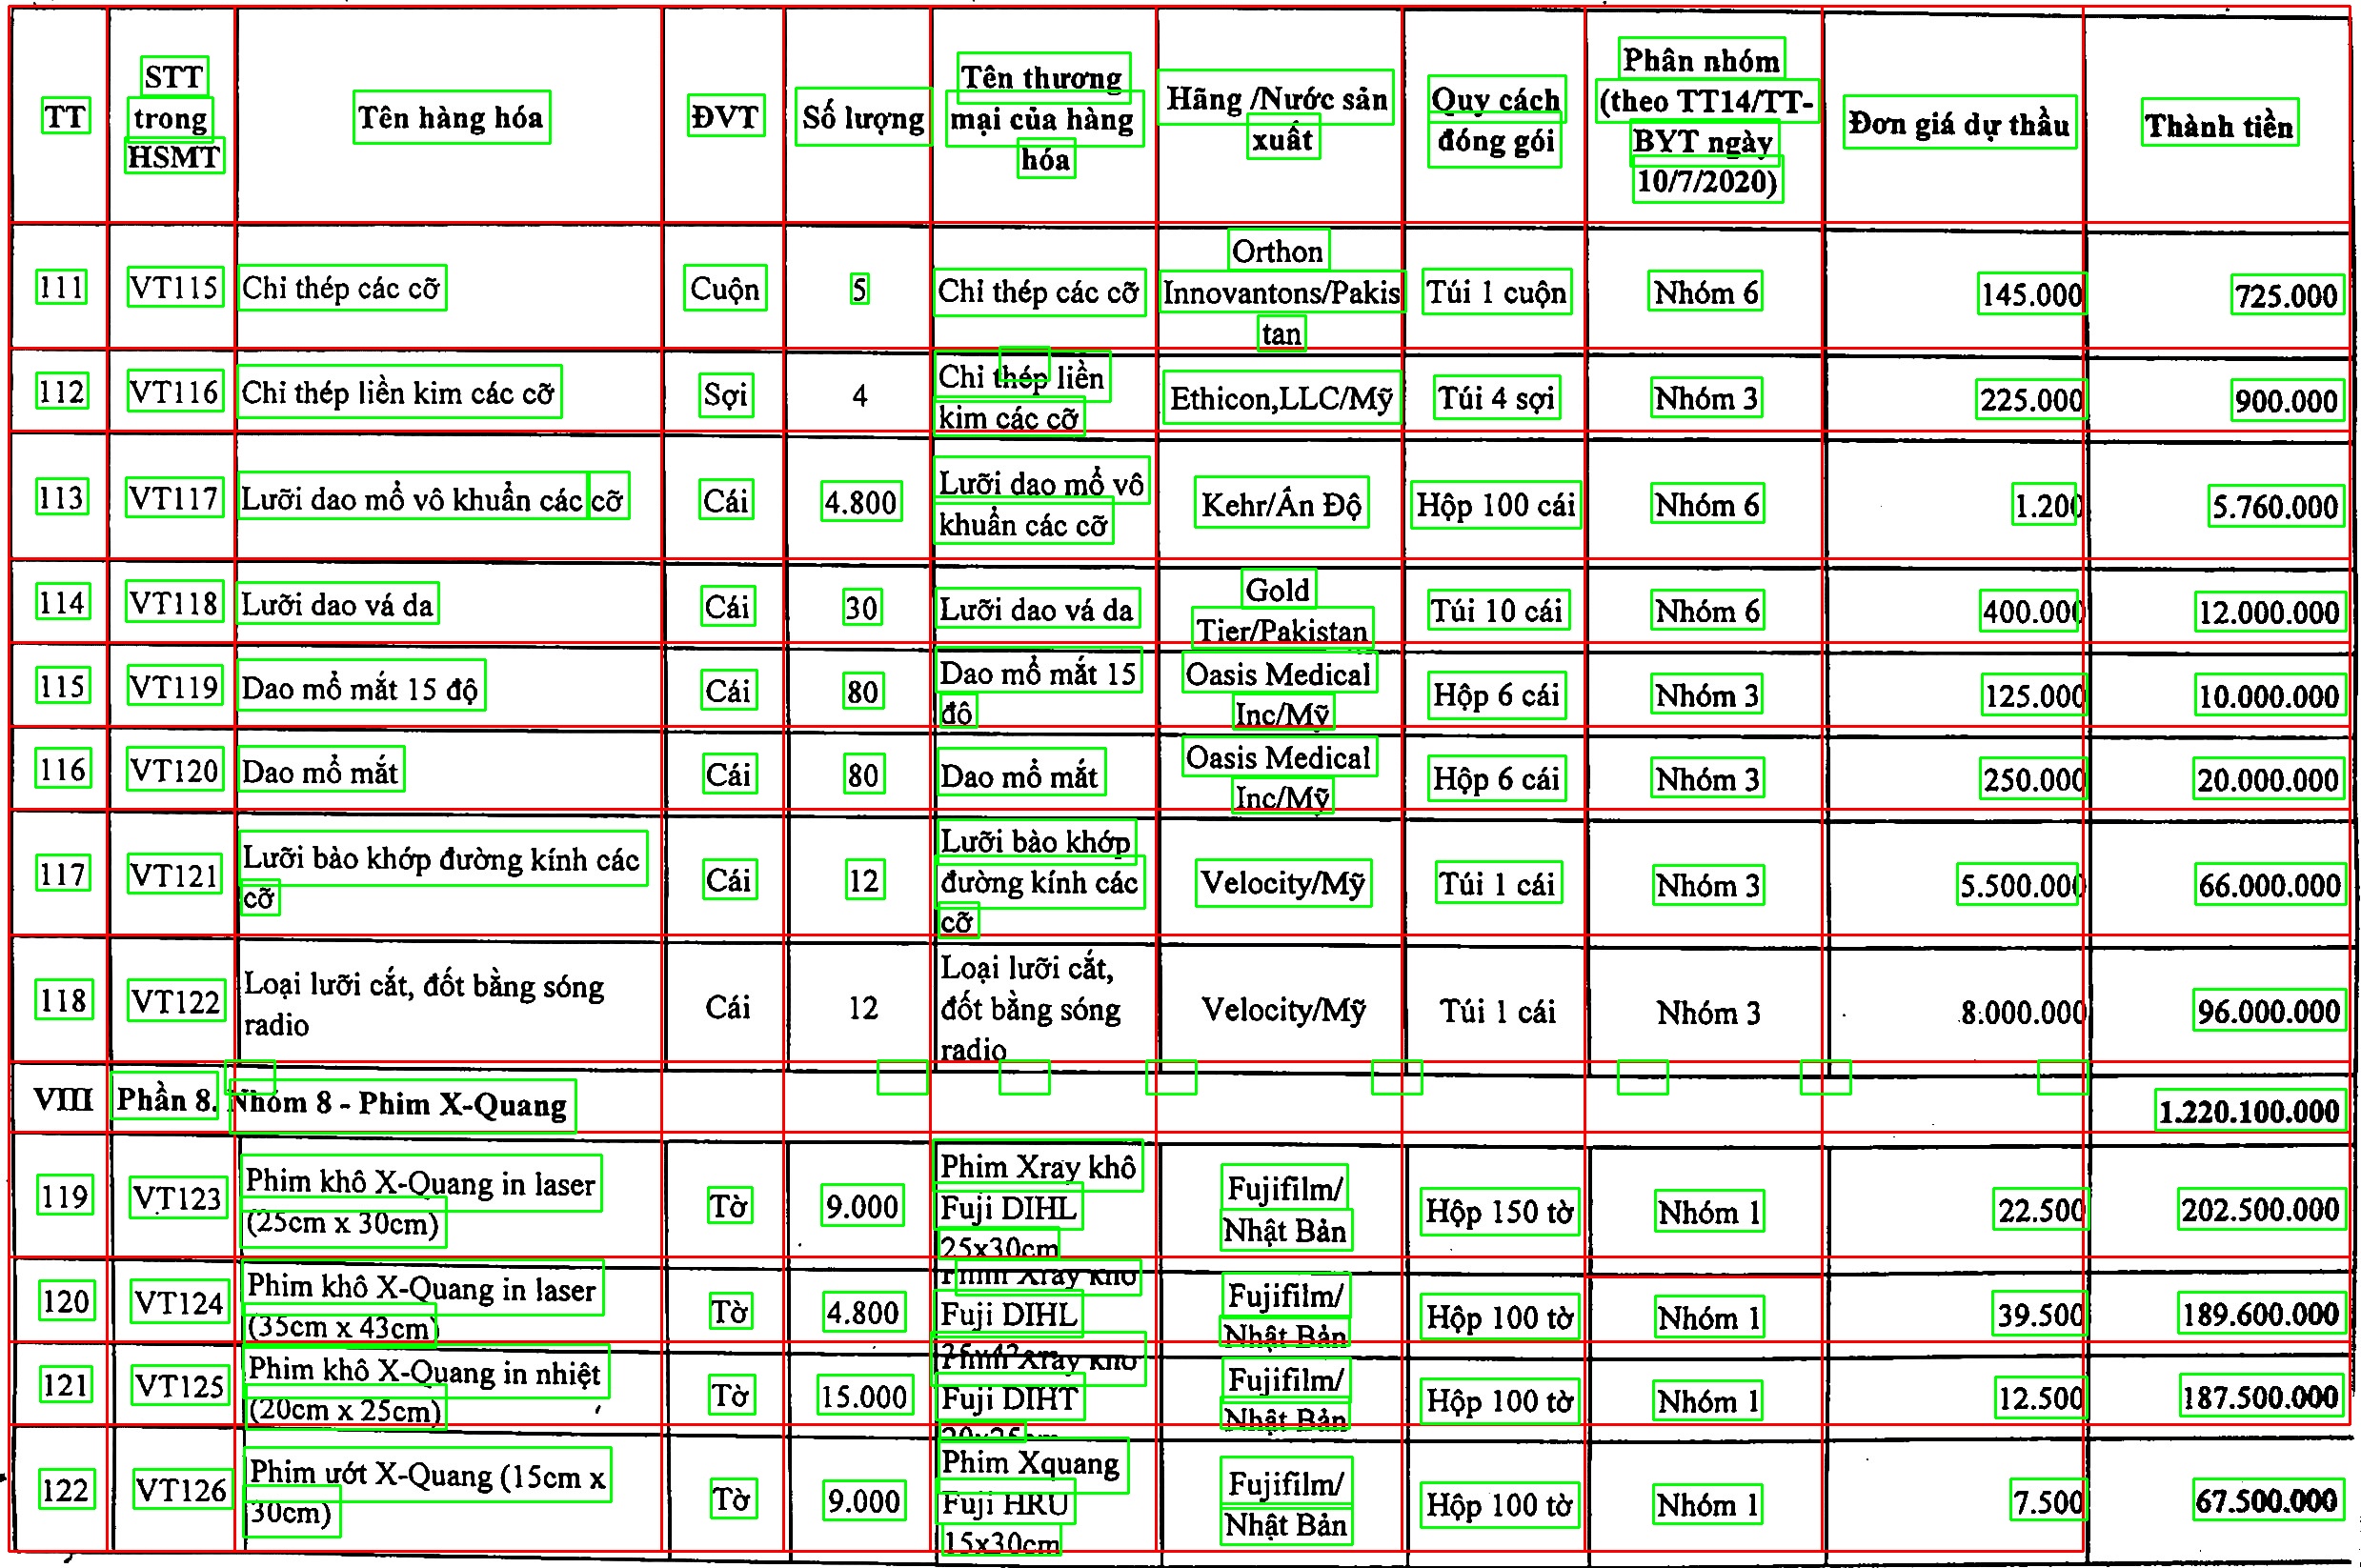 TT STT trong HSMT Tên hàng hóa ĐVT Số lượng Tên thương mại của hàng hóa Hãng /Nước sản xuất Quy cách đóng gói Phân nhóm (theo TT14/TT-BYT ngày 10/7/2020) Đơn giá dự thầu Thành tiền
111 VT115 Chỉ thép các cỡ Cuộn 5 Chỉ thép các cỡ Orthon Innovantons/Pakistan Túi 1 cuộn Nhóm 6 145.000 725.000
112 VT116 Chỉ thép liền kim các cỡ Sợi 4 Chỉ thép liền kim các cỡ Ethicon,LLC/Mỹ Túi 4 sợi Nhóm 3 225.000 900.000
113 VT117 Lưỡi dao mổ vô khuẩn các cỡ Cái 4.800 Lưỡi dao mổ vô khuẩn các cỡ Kehr/Ấn Độ Hộp 100 cái Nhóm 6 1.200 5.760.000
114 VT118 Lưỡi dao vá da Cái 30 Lưỡi dao vá da Gold Tier/Pakistan Túi 10 cái Nhóm 6 400.000 12.000.000
115 VT119 Dao mổ mắt 15 độ Cái 80 Dao mổ mắt 15 độ Oasis Medical Inc/Mỹ Hộp 6 cái Nhóm 3 125.000 10.000.000
116 VT120 Dao mổ mắt Cái 80 Dao mổ mắt Oasis Medical Inc/Mỹ Hộp 6 cái Nhóm 3 250.000 20.000.000
117 VT121 Lưỡi bào khớp đường kính các cỡ Cái 12 Lưỡi bào khớp đường kính các cỡ Velocity/Mỹ Túi 1 cái Nhóm 3 5.500.000 66.000.000
118 VT122 Loại lưỡi cắt, đốt bằng sóng radio Cái 12 Loại lưỡi cắt, đốt bằng sóng radio Velocity/Mỹ Túi 1 cái Nhóm 3 8.000.000 96.000.000
VIII Phần 8. Nhóm 8 - Phim X-Quang 1.220.100.000
119 VT123 Phim khô X-Quang in laser (25cm x 30cm) Tờ 9.000 Phim Xray khô Fuji DIHL 25x30cm Fujifilm/ Nhật Bản Hộp 150 tờ Nhóm 1 22.500 202.500.000
120 VT124 Phim khô X-Quang in laser (35cm x 43cm) Tờ 4.800 Phim Xray khô Fuji DIHL Fujifilm/ Nhật Bản Hộp 100 tờ Nhóm 1 39.500 189.600.000
121 VT125 Phim khô X-Quang in nhiệt (20cm x 25cm) Tờ 15.000 Phim Xray khô Fuji DIHT Fujifilm/ Nhật Bản Hộp 100 tờ Nhóm 1 12.500 187.500.000
122 VT126 Phim ướt X-Quang (15cm x 30cm) Tờ 9.000 Phim Xquang Fuji HRU 15x30cm Fujifilm/ Nhật Bản Hộp 100 tờ Nhóm 1 7.500 67.500.000